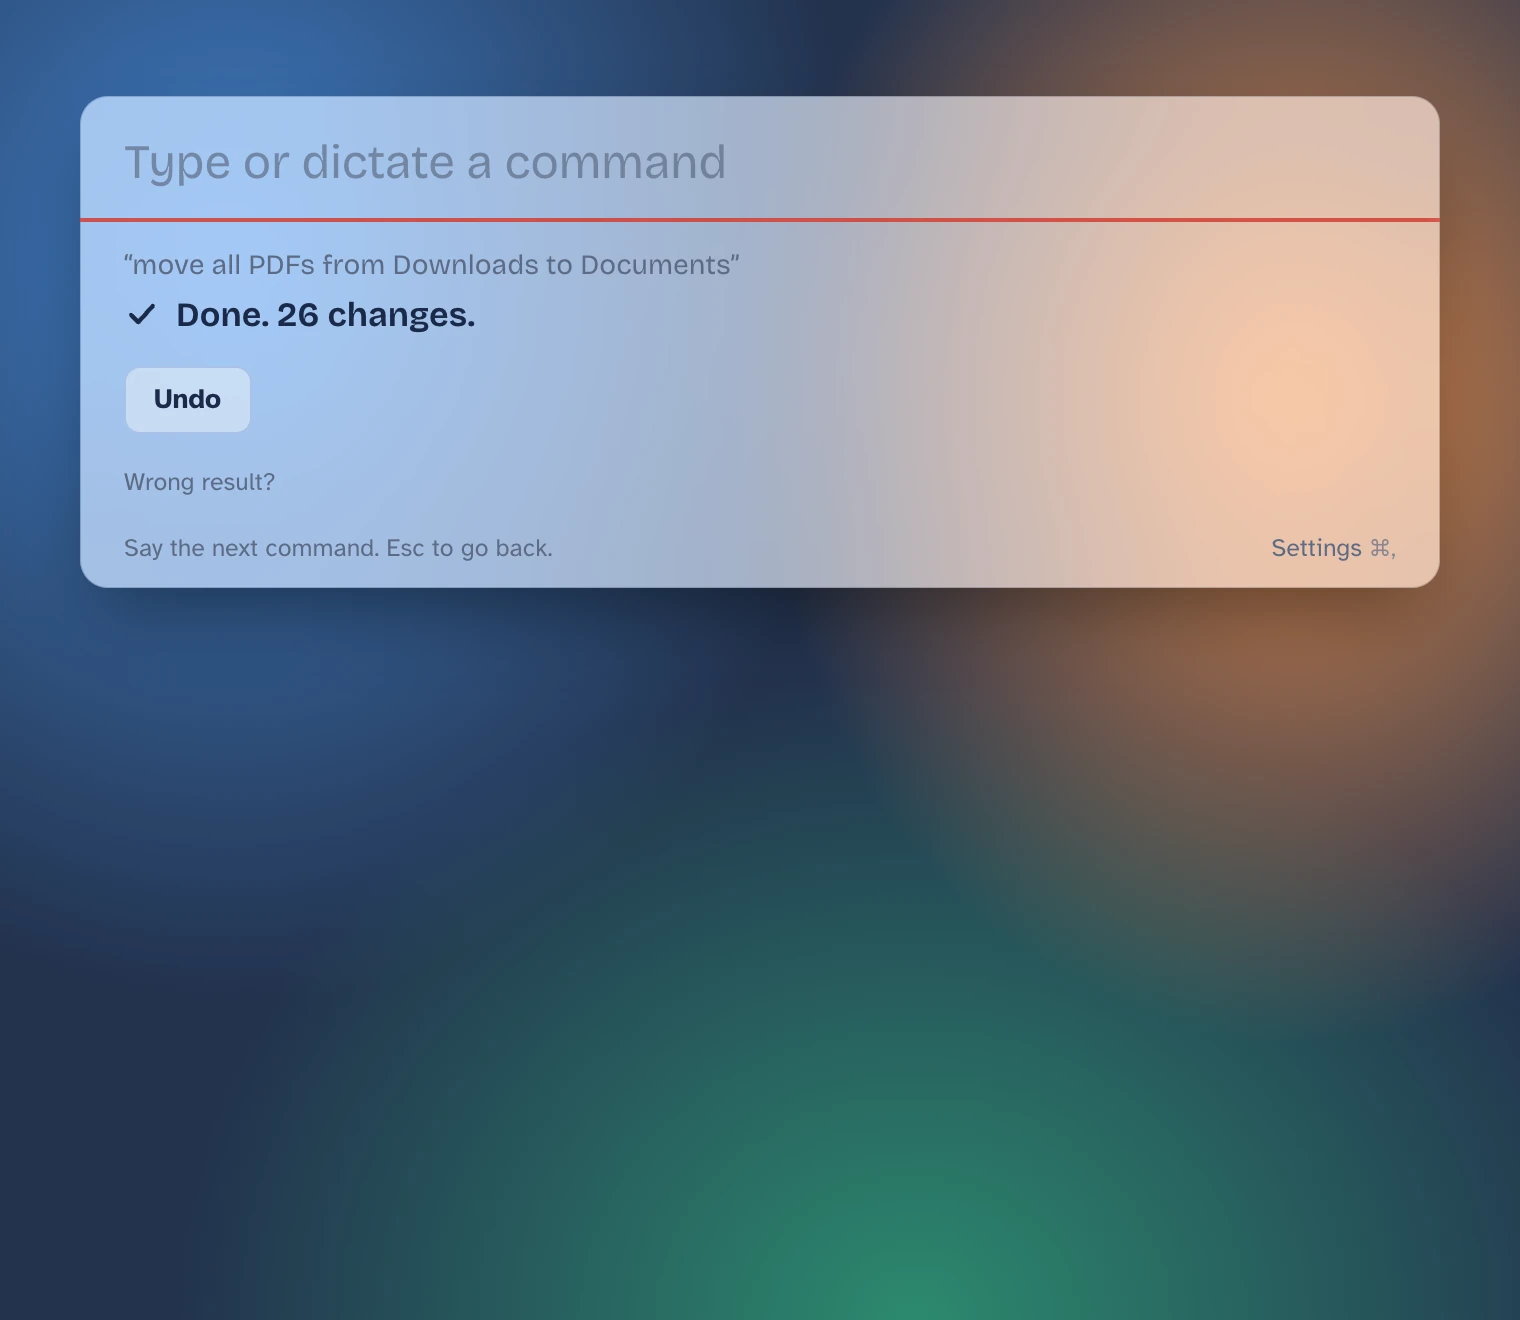 Type or dictate a command
“move all PDFs from Downloads to Documents”
Done. 26 changes.
Undo
Wrong result?
Say the next command. Esc to go back.
Settings ⌘,